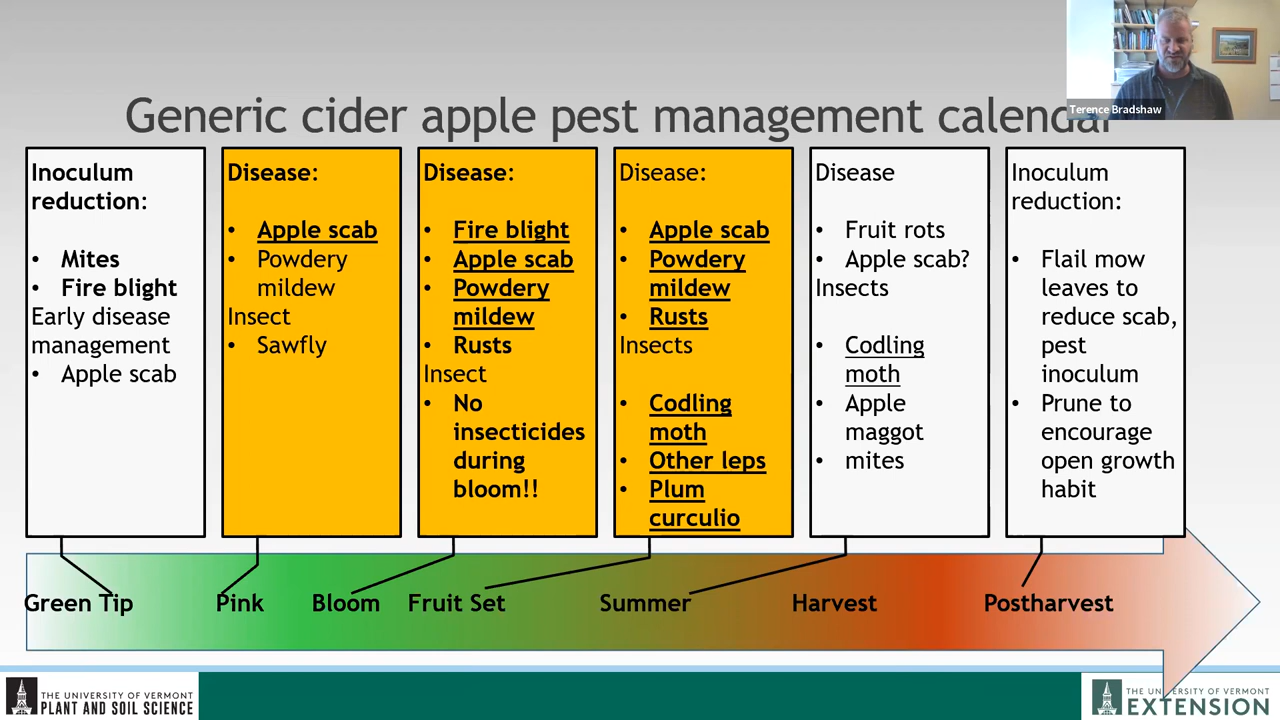 Terence Bradshaw
Generic cider apple pest management calendar
Inoculum
reduction:
• Mites
• Fire blight
Early disease
management
• Apple scab
Disease:
• Apple scab
• Powdery
mildew
Insect
• Sawfly
Disease:
• Fire blight
• Apple scab
• Powdery
mildew
• Rusts
Insect
• No
insecticides
during
bloom!!
Disease:
• Apple scab
• Powdery
mildew
• Rusts
Insects
• Codling
moth
• Other leps
• Plum
curculio
Disease
• Fruit rots
• Apple scab?
Insects
• Codling
moth
• Apple
maggot
• mites
Inoculum
reduction:
• Flail mow
leaves to
reduce scab,
pest
inoculum
• Prune to
encourage
open growth
habit
Green Tip
Pink
Bloom
Fruit Set
Summer
Harvest
Postharvest
THE UNIVERSITY OF VERMONT
PLANT AND SOIL SCIENCE
THE UNIVERSITY OF VERMONT
EXTENSION